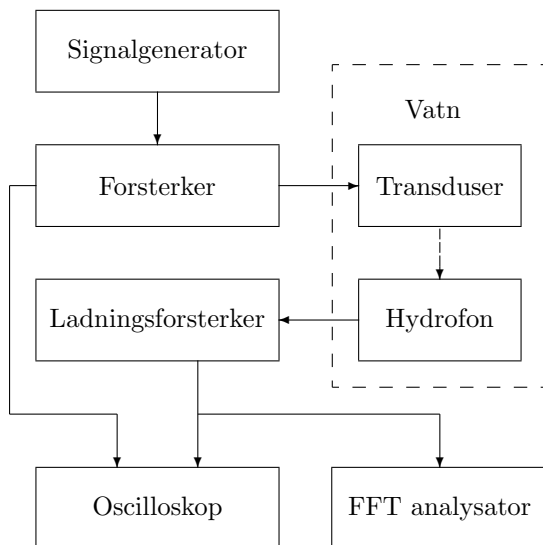 Signalgenerator
Vatn
Forsterker
Transduser
Ladningsforsterker
Hydrofon
Oscilloskop
FFT analysator